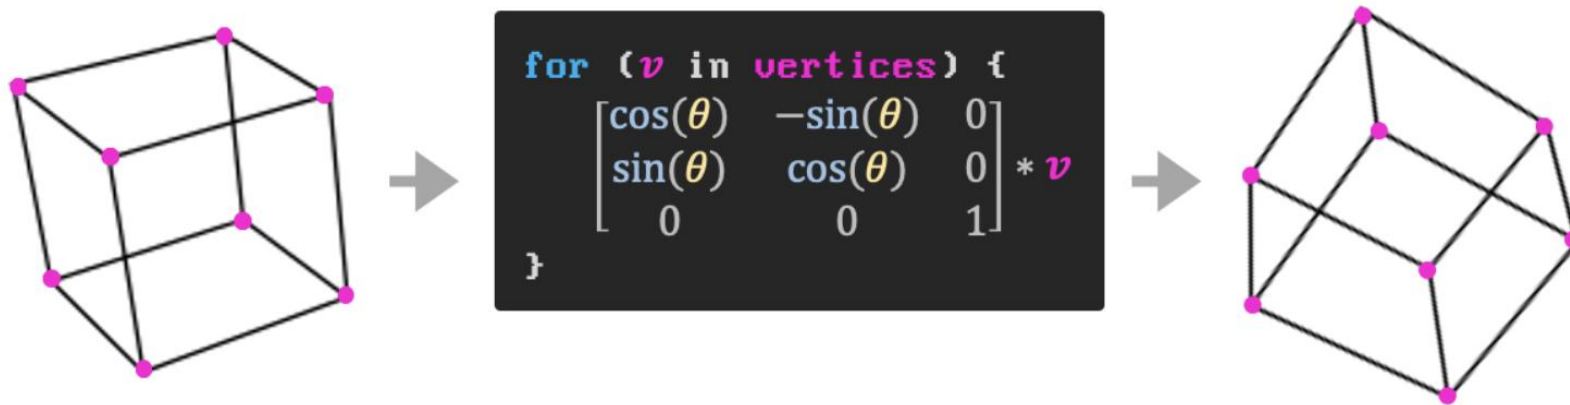 for (v in vertices) {
cos(θ) −sin(θ) 0
sin(θ) cos(θ) 0 * v
0 0 1
}